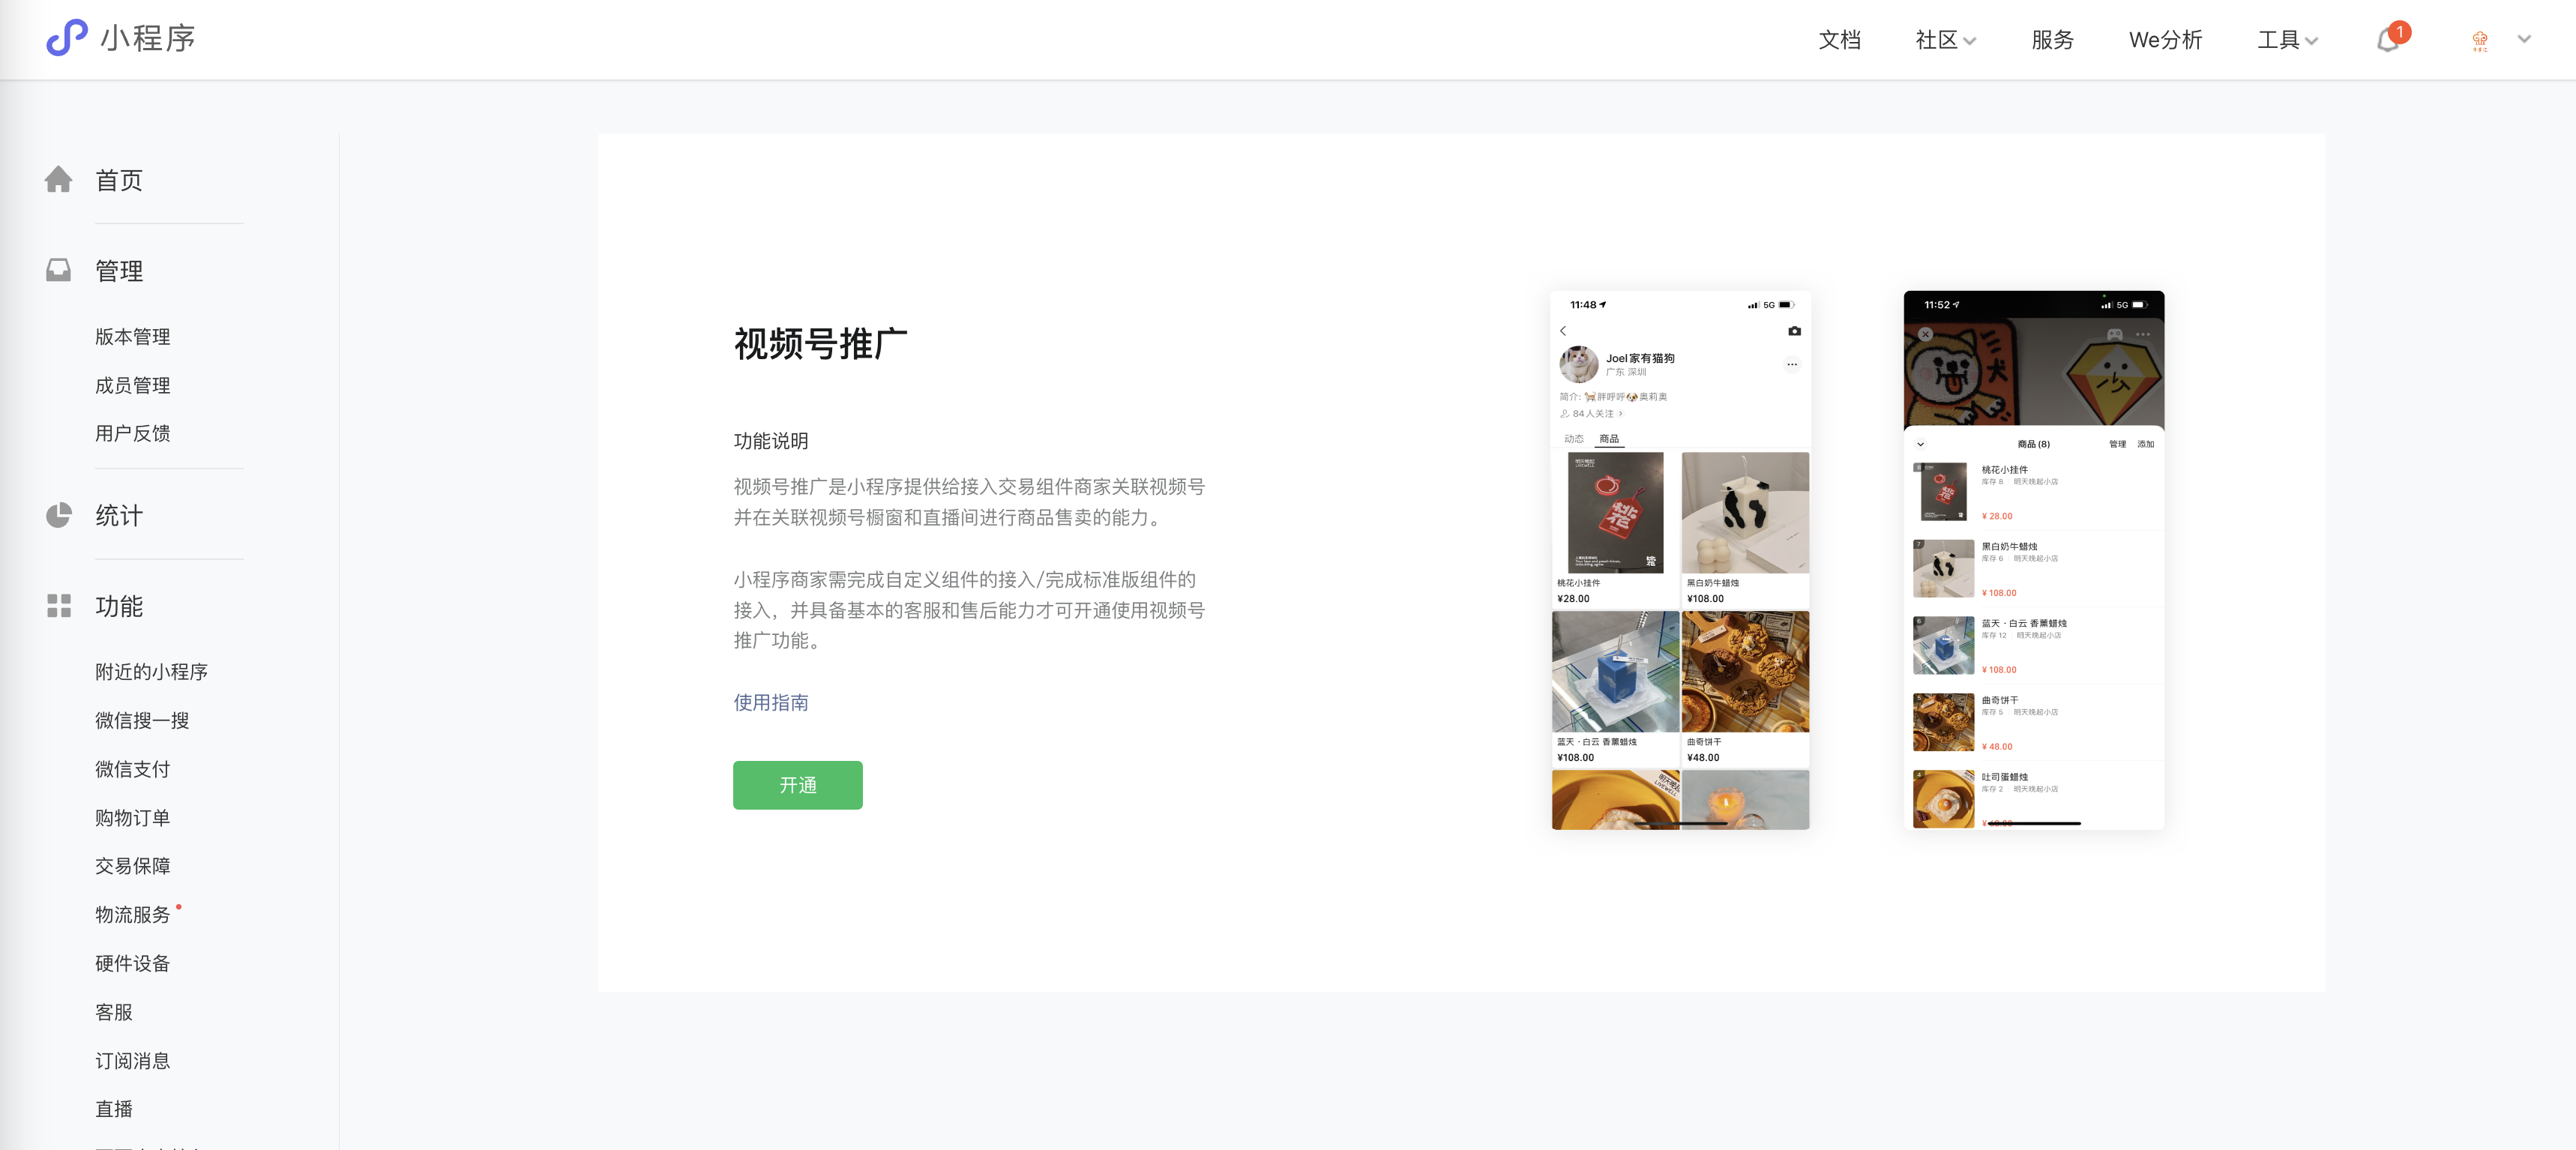 小程序
文档
社区
服务
We分析
工具
1
首页
管理
版本管理
成员管理
用户反馈
统计
功能
附近的小程序
微信搜一搜
微信支付
购物订单
交易保障
物流服务
硬件设备
客服
订阅消息
直播
视频号推广
功能说明
视频号推广是小程序提供给接入交易组件商家关联视频号
并在关联视频号橱窗和直播间进行商品售卖的能力。
小程序商家需完成自定义组件的接入/完成标准版组件的
接入，并具备基本的客服和售后能力才可开通使用视频号
推广功能。
使用指南
开通
11:48
5G
Joel家有猫狗
广东 深圳
简介: 胖呼呼 奥莉奥
84人关注
动态 商品
桃花小挂件
¥28.00
黑白奶牛蜡烛
¥108.00
蓝天·白云 香薰蜡烛
¥108.00
曲奇饼干
¥48.00
11:52
5G
商品 (8)
管理 添加
桃花小挂件
库存 8 明天晚起小店
¥ 28.00
7
黑白奶牛蜡烛
库存 6 明天晚起小店
¥ 108.00
6
蓝天·白云 香薰蜡烛
库存 12 明天晚起小店
¥ 108.00
5
曲奇饼干
库存 5 明天晚起小店
¥ 48.00
4
吐司蛋蜡烛
库存 2 明天晚起小店